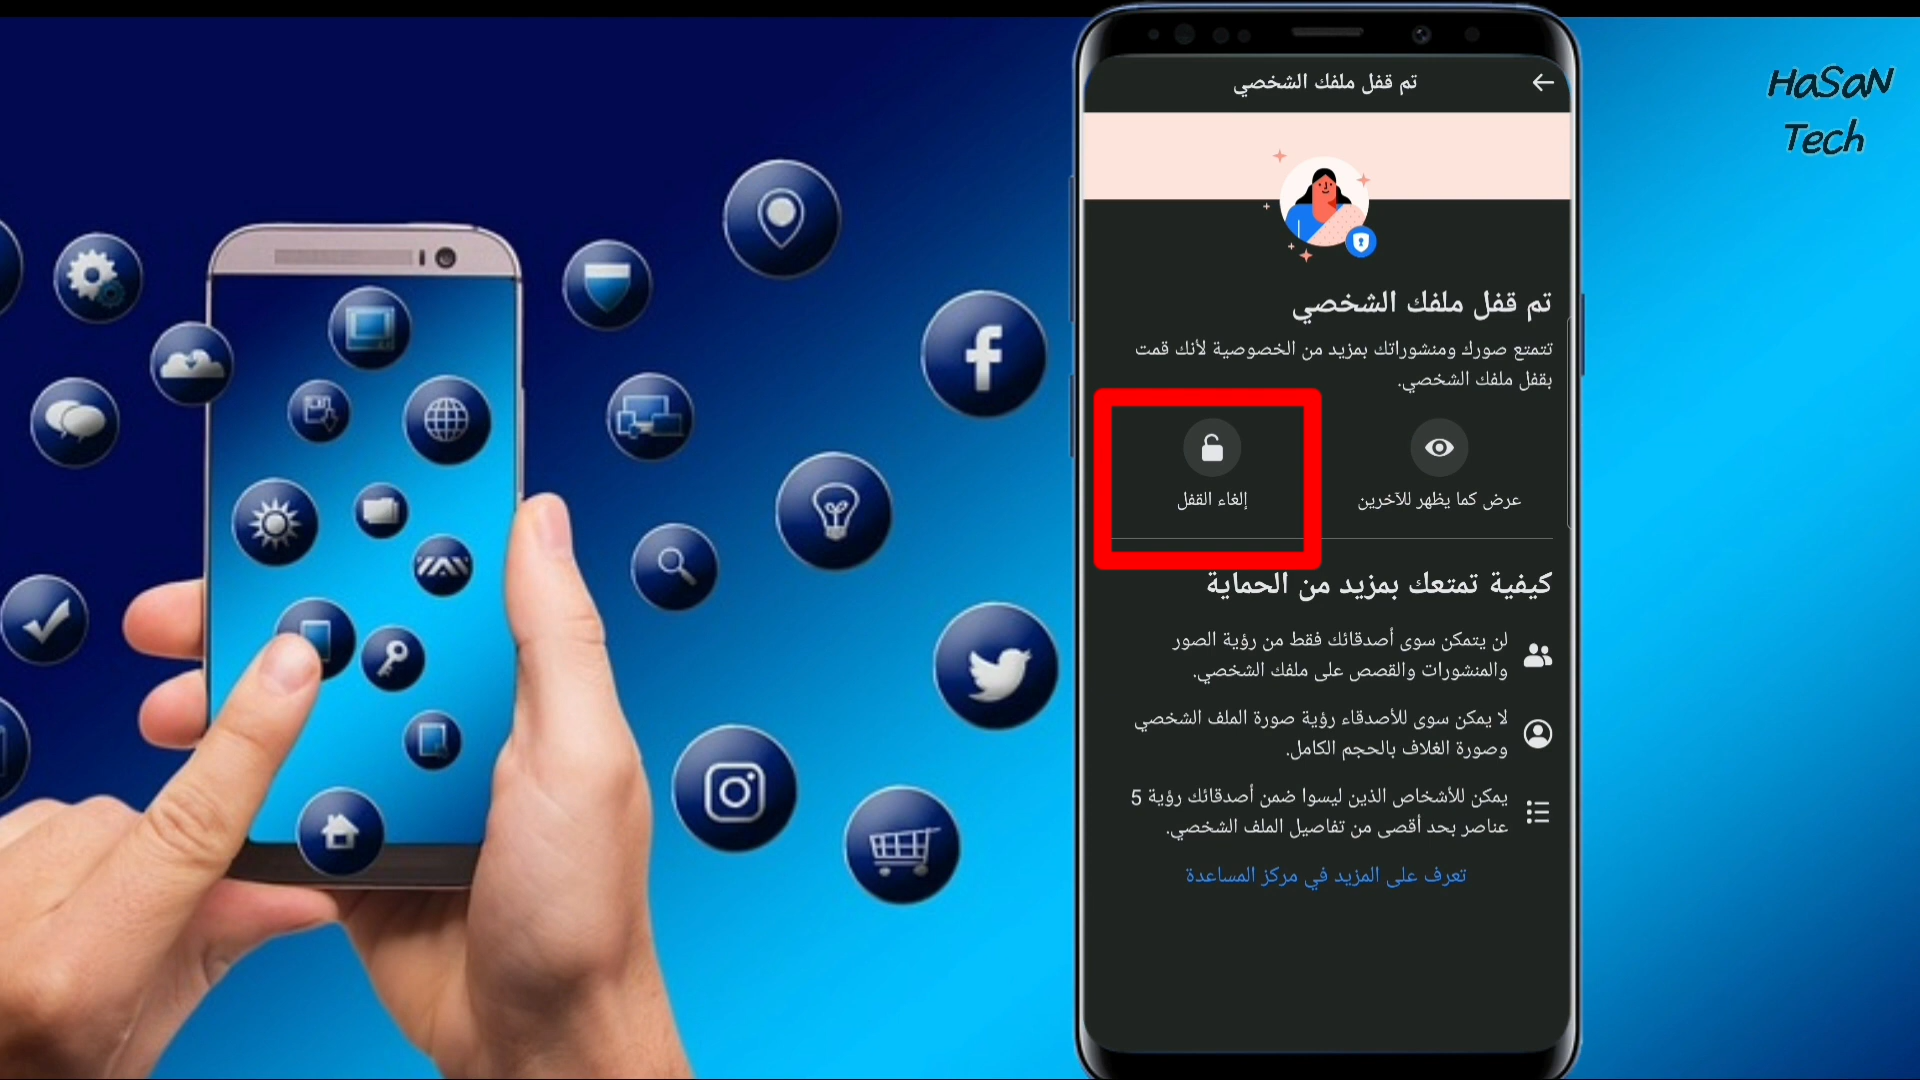 HaSaN
Tech
تم قفل ملفك الشخصي
تم قفل ملفك الشخصي
تتمتع صورك ومنشوراتك بمزيد من الخصوصية لأنك قمت
بقفل ملفك الشخصي.
عرض كما يظهر للآخرين
إلغاء القفل
كيفية تمتعك بمزيد من الحماية
لن يتمكن سوى أصدقائك فقط من رؤية الصور
والمنشورات والقصص على ملفك الشخصي.
لا يمكن سوى للأصدقاء رؤية صورة الملف الشخصي
وصورة الغلاف بالحجم الكامل.
يمكن للأشخاص الذين ليسوا ضمن أصدقائك رؤية 5
عناصر بحد أقصى من تفاصيل الملف الشخصي.
تعرف على المزيد في مركز المساعدة